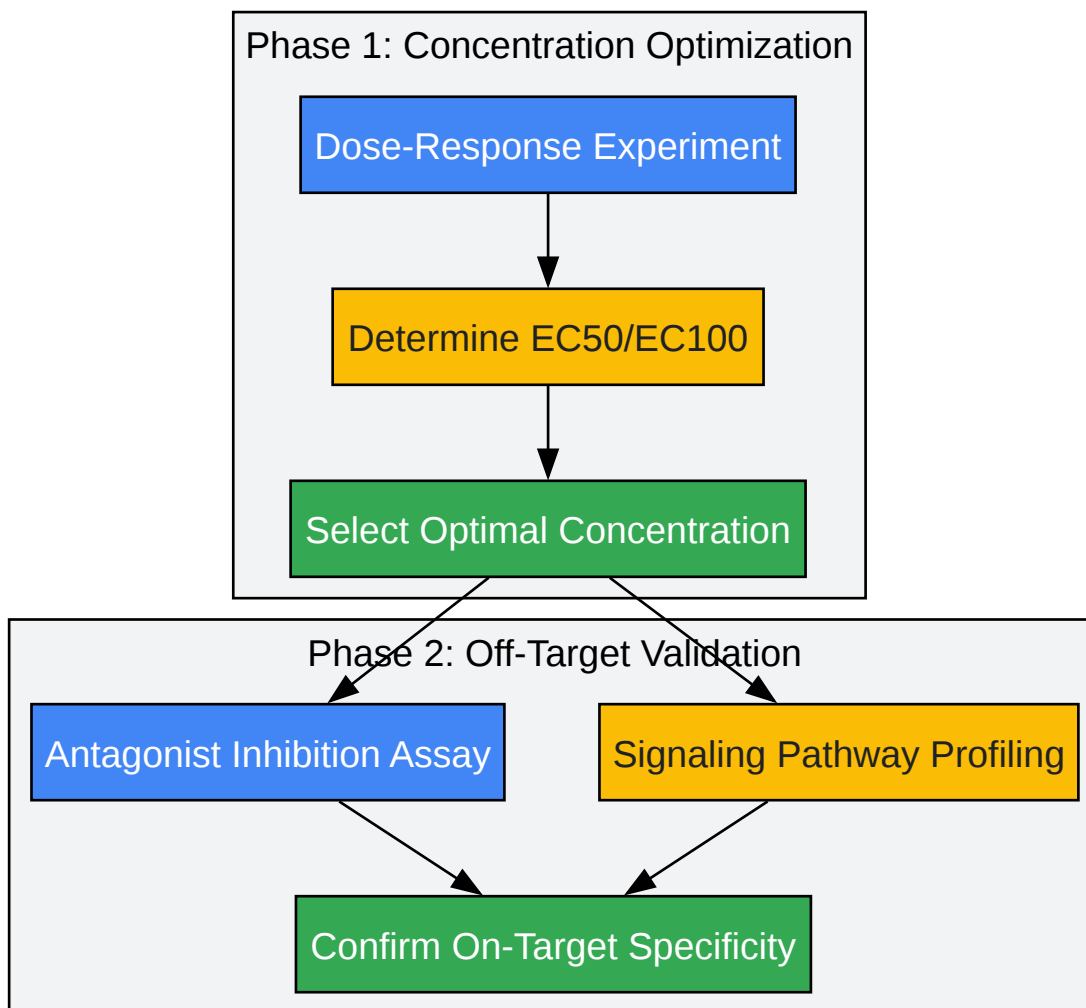 Phase 1: Concentration Optimization
Dose-Response Experiment
Determine EC50/EC100
Select Optimal Concentration
Phase 2: Off-Target Validation
Antagonist Inhibition Assay
Signaling Pathway Profiling
Confirm On-Target Specificity